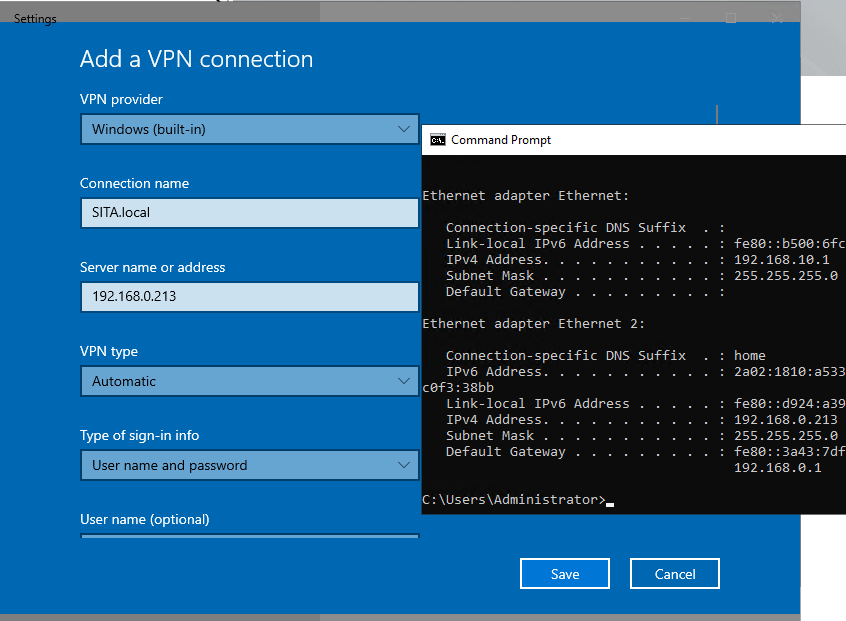 Settings
Add a VPN connection
VPN provider
Windows (built-in)
Connection name
SITA.local
Server name or address
192.168.0.213
VPN type
Automatic
Type of sign-in info
User name and password
User name (optional)
Save
Cancel
C:\.
Command Prompt
Ethernet adapter Ethernet:
Connection-specific DNS Suffix  . :
Link-local IPv6 Address . . . . . : fe80::b500:6fc
IPv4 Address. . . . . . . . . . . : 192.168.10.1
Subnet Mask . . . . . . . . . . . : 255.255.255.0
Default Gateway . . . . . . . . . :
Ethernet adapter Ethernet 2:
Connection-specific DNS Suffix  . : home
IPv6 Address. . . . . . . . . . . : 2a02:1810:a533
c0f3:38bb
Link-local IPv6 Address . . . . . : fe80::d924:a39
IPv4 Address. . . . . . . . . . . : 192.168.0.213
Subnet Mask . . . . . . . . . . . : 255.255.255.0
Default Gateway . . . . . . . . . : fe80::3a43:7df
192.168.0.1
C:\Users\Administrator>